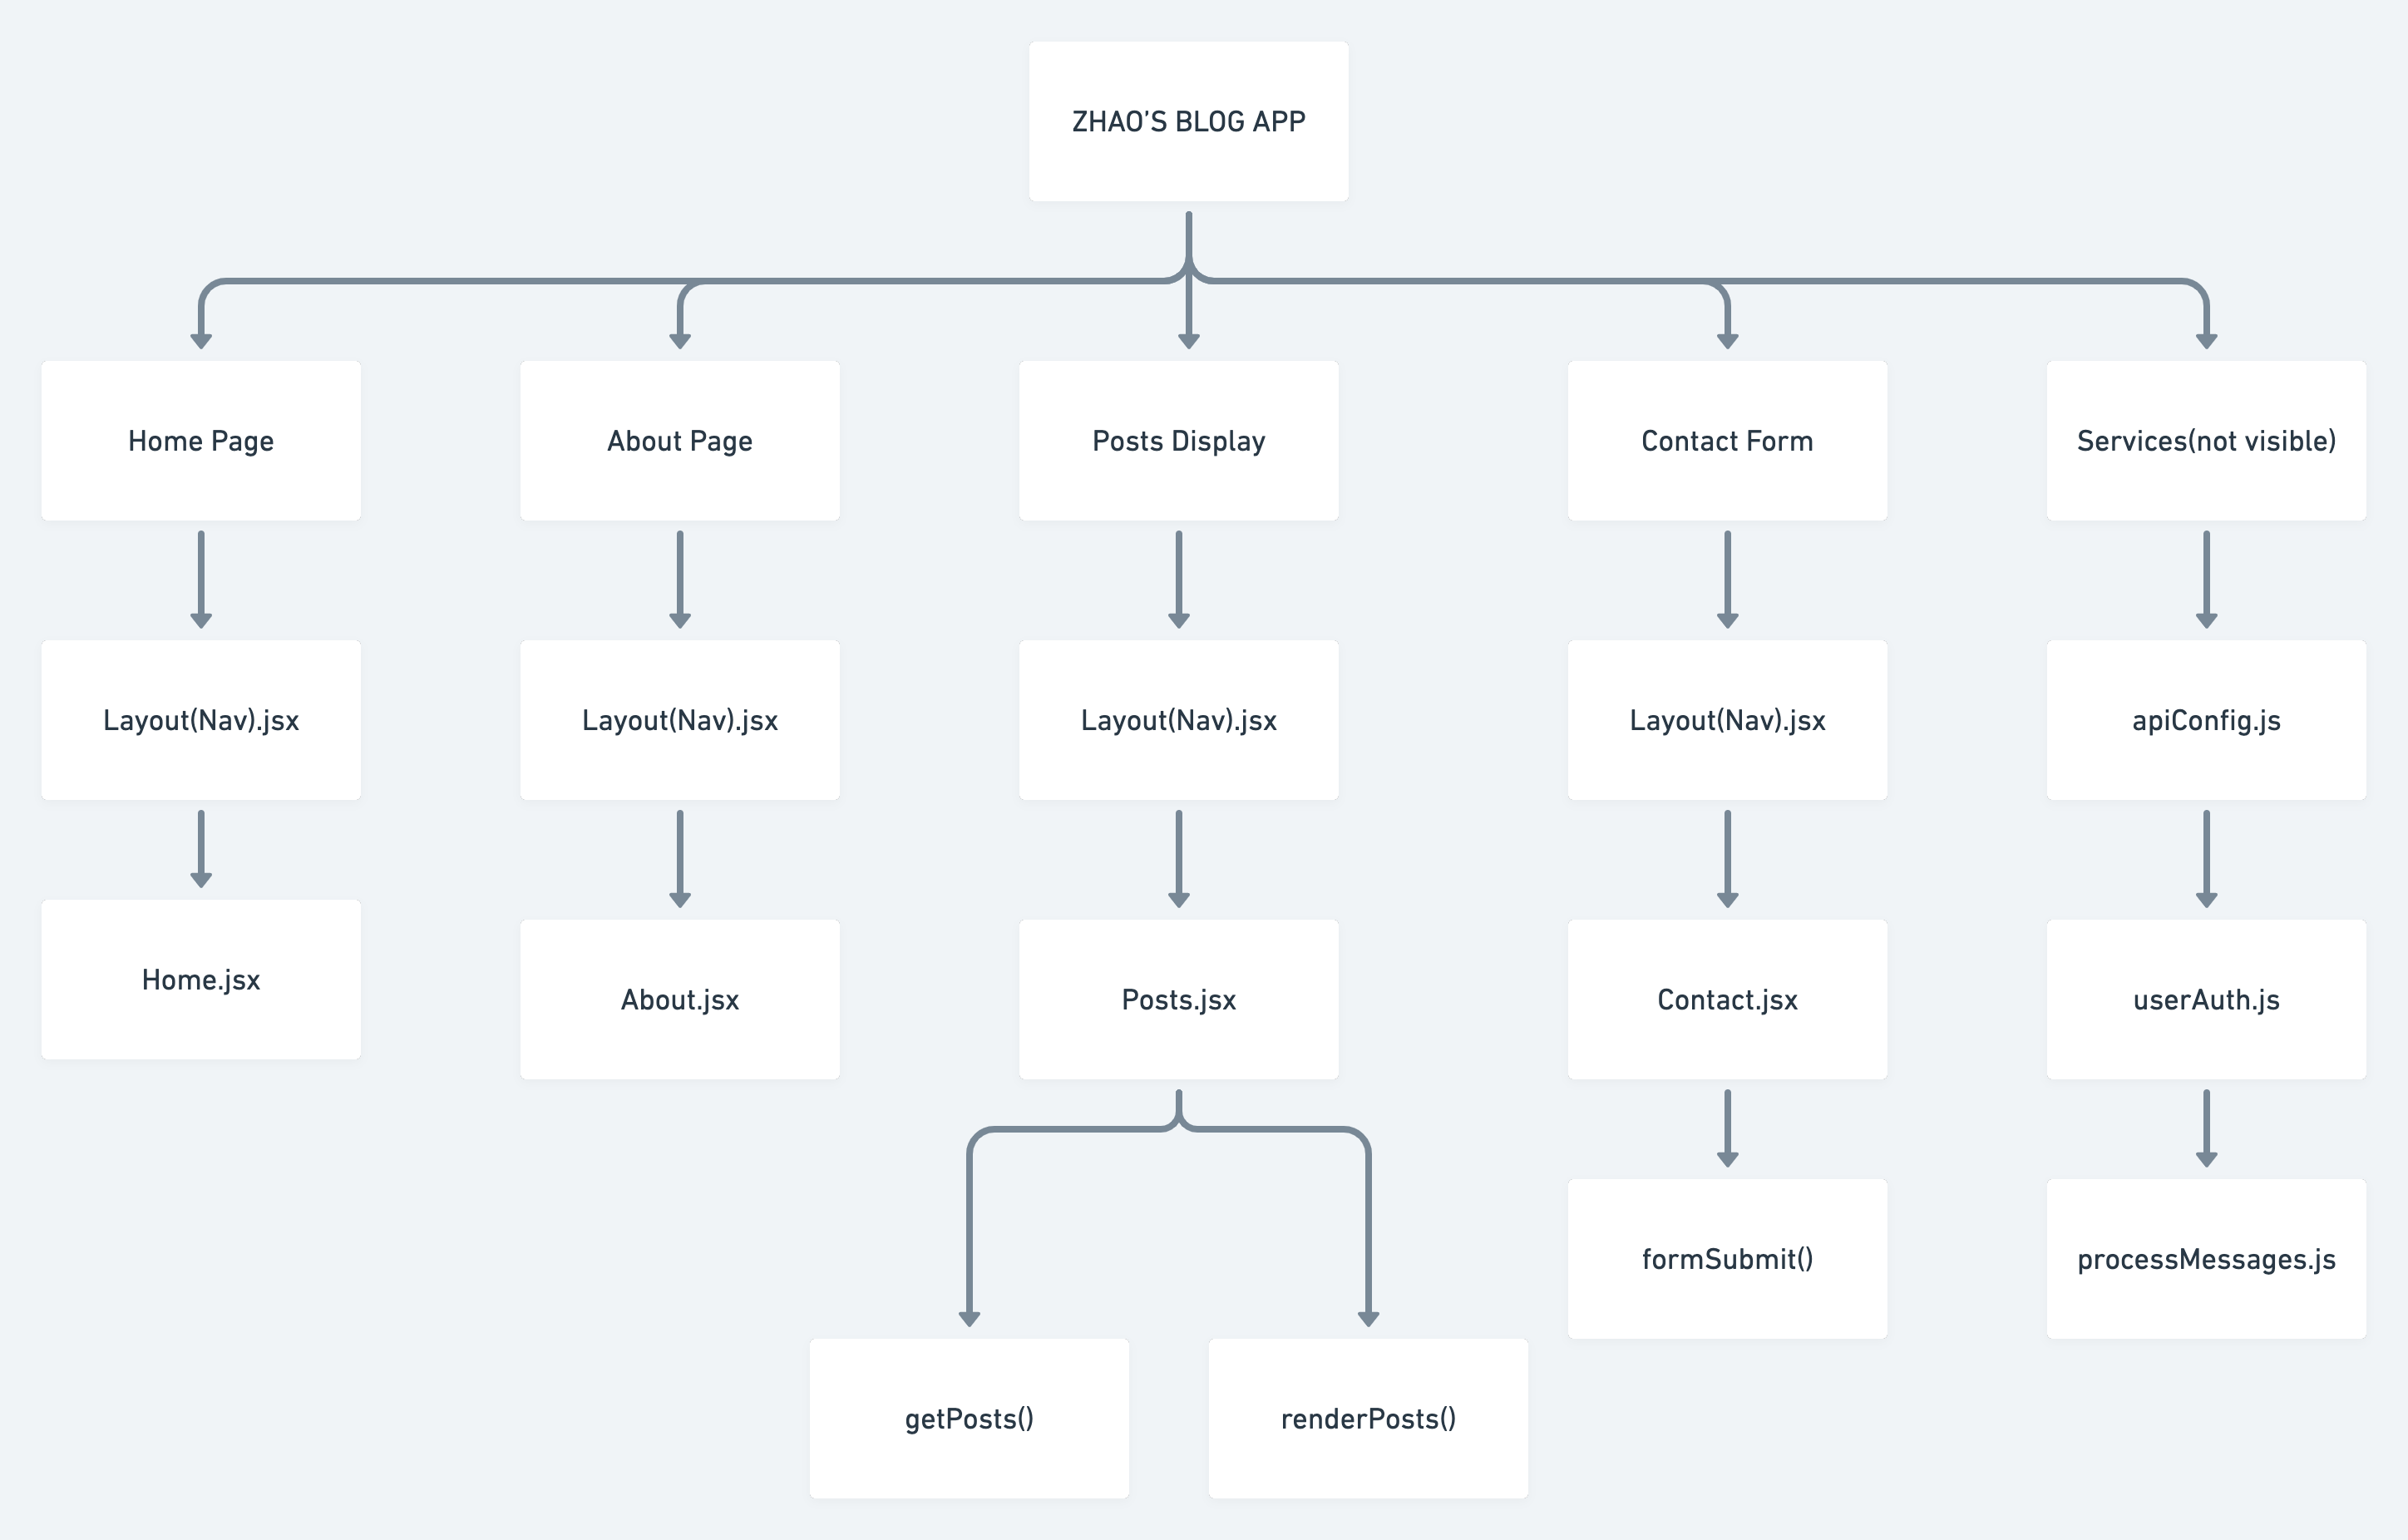 ZHAO’S BLOG APP
Home Page
About Page
Posts Display
Contact Form
Services(not visible)
Layout(Nav).jsx
Layout(Nav).jsx
Layout(Nav).jsx
Layout(Nav).jsx
apiConfig.js
Home.jsx
About.jsx
Posts.jsx
Contact.jsx
userAuth.js
formSubmit()
processMessages.js
getPosts()
renderPosts()